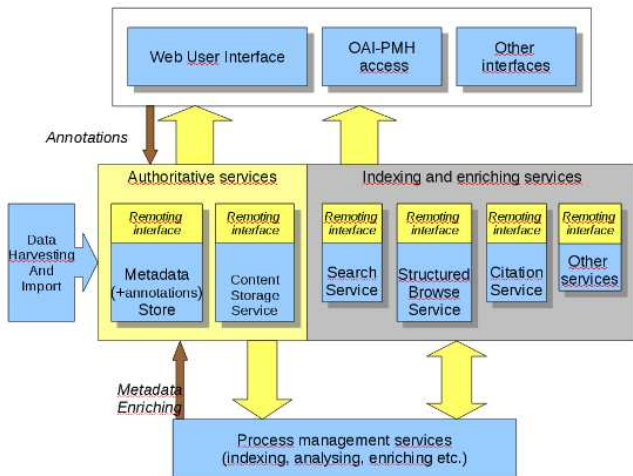 Web User Interface
OAI-PMH
access
Other
interfaces
Annotations
Authoritative services
Indexing and enriching services
Data
Harvesting
And
Import
Remoting
interface
Metadata
(+annotations)
Store
Remoting
interface
Content
Storage
Service
Remoting
interface
Search
Service
Remoting
interface
Structured
Browse
Service
Remoting
interface
Citation
Service
Remoting
interface
Other
services
Metadata
Enriching
Process management services
(indexing, analysing, enriching etc.)